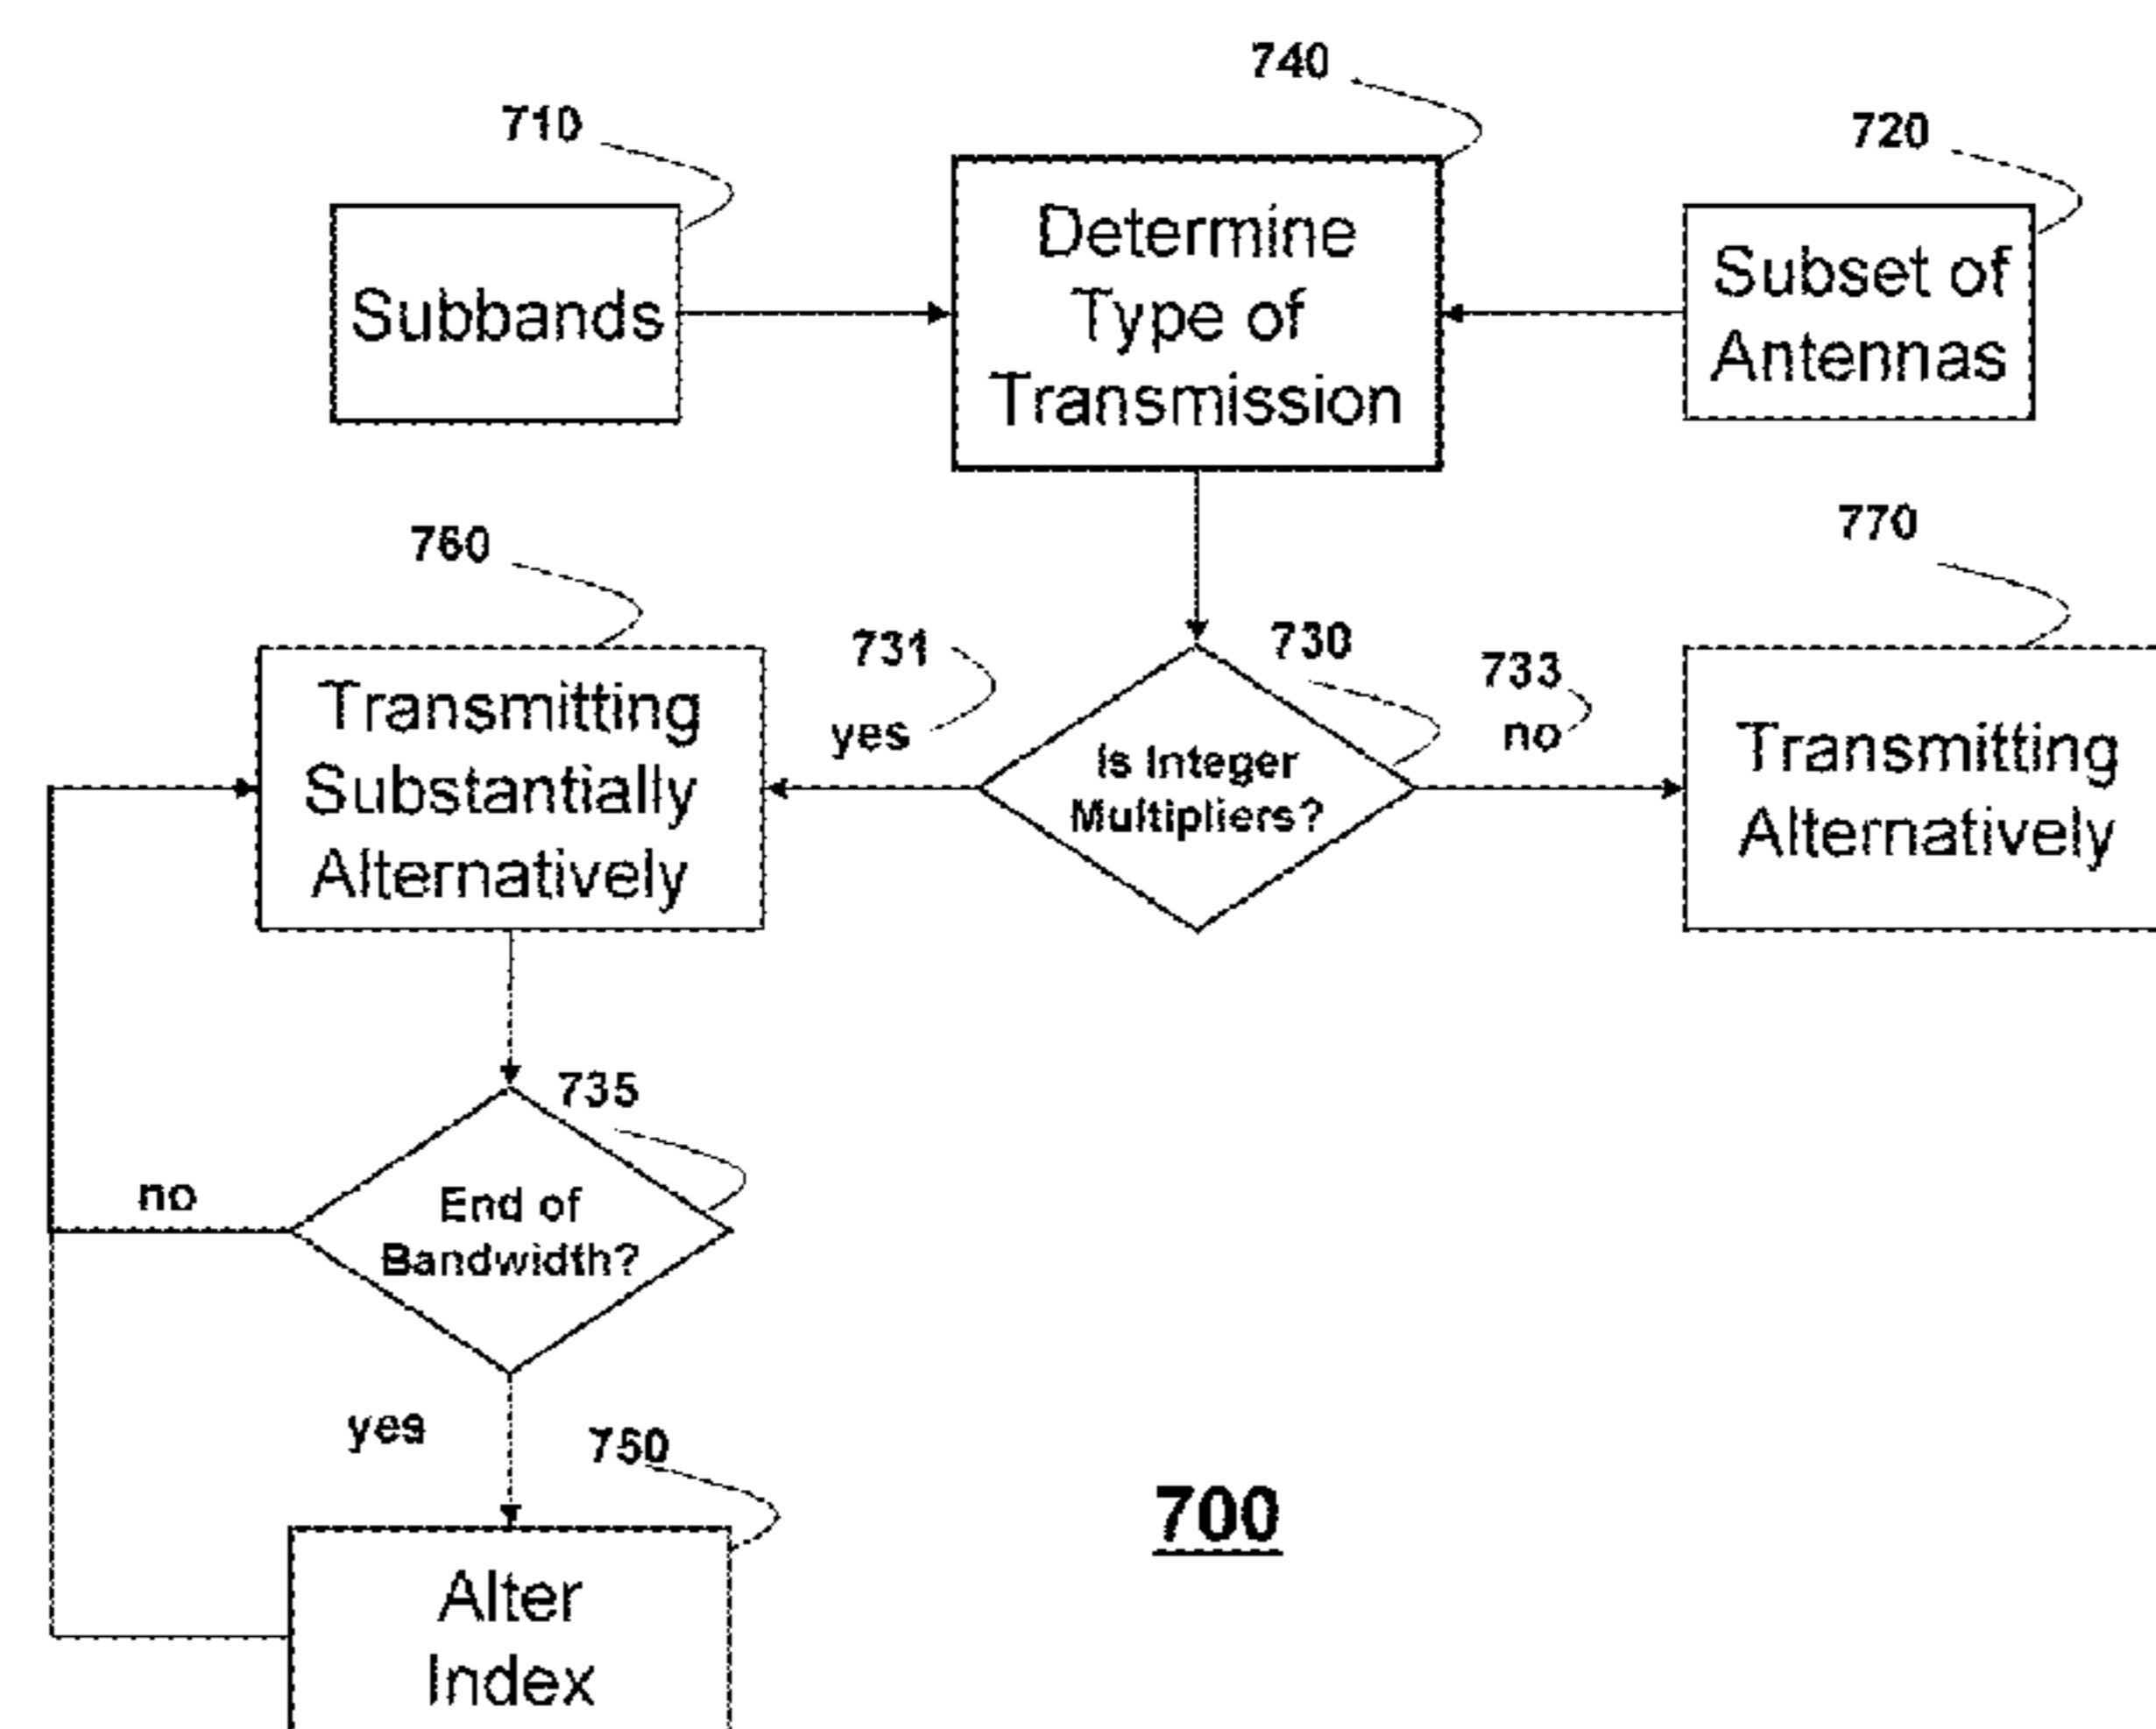 740
710
720
Subbands
Determine
Type of
Transmission
Subset of
Antennas
760
770
731
yes
730
733
no
Transmitting
Substantially
Alternatively
Is Integer
Multipliers?
Transmitting
Alternatively
735
no
End of
Bandwidth?
yes
750
700
Alter
Index